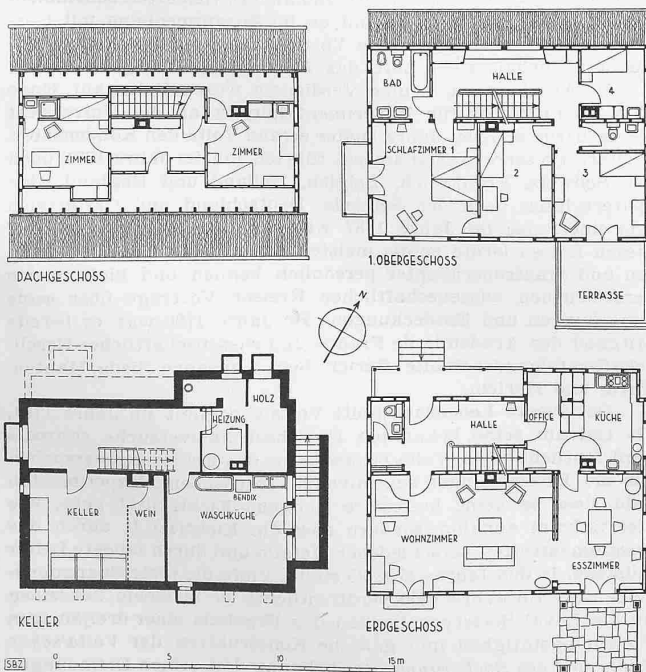 ZIMMER
ZIMMER
DACHGESCHOSS
BAD
HALLE
4
SCHLAFZIMMER 1
2
3
1. OBERGESCHOSS
TERRASSE
HOLZ
HEIZUNG
KELLER
WEIN
BENDIX
WASCHKÜCHE
KELLER
OFFICE
KÜCHE
HALLE
WOHNZIMMER
ESSZIMMER
ERDGESCHOSS
SBZ
0 5 10 15 m